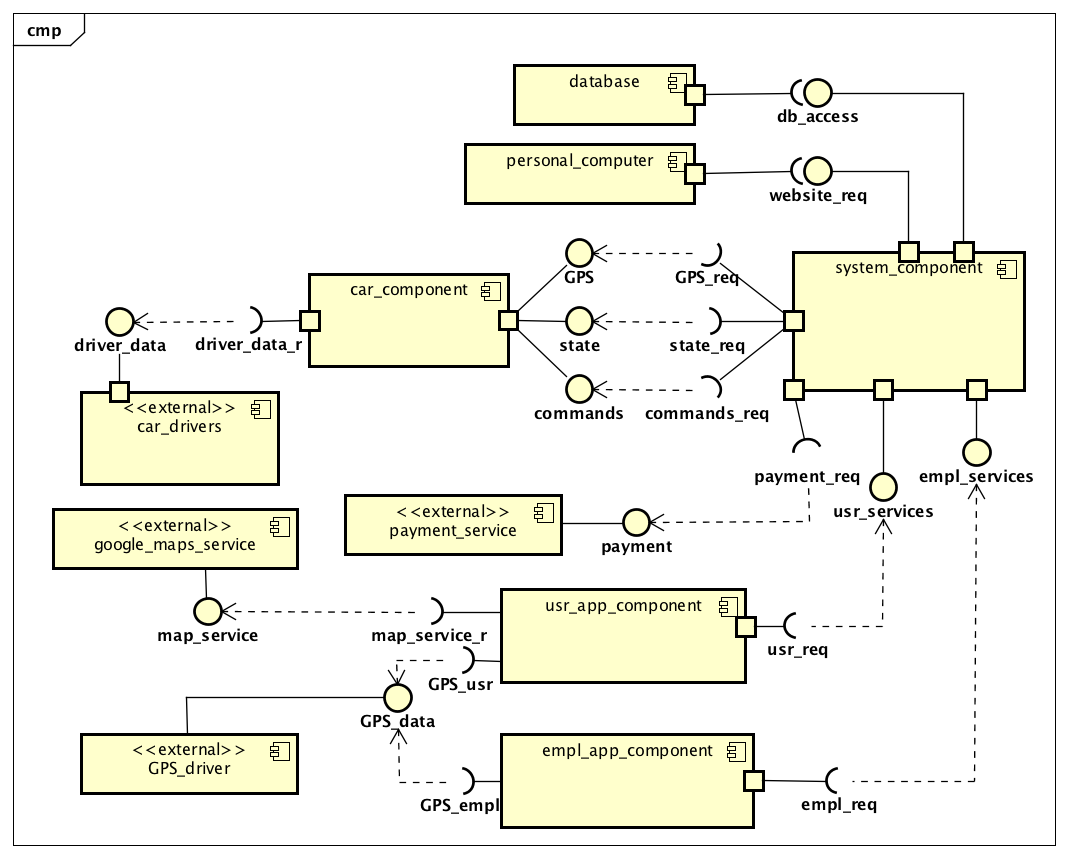 cmp
database
db_access
personal_computer
website_req
system_component
GPS
GPS_req
car_component
driver_data
driver_data_r
state
state_req
commands
commands_req
<<external>>
car_drivers
payment_req
empl_services
usr_services
<<external>>
payment_service
payment
<<external>>
google_maps_service
map_service
map_service_r
usr_app_component
usr_req
GPS_usr
GPS_data
<<external>>
GPS_driver
empl_app_component
GPS_empl
empl_req